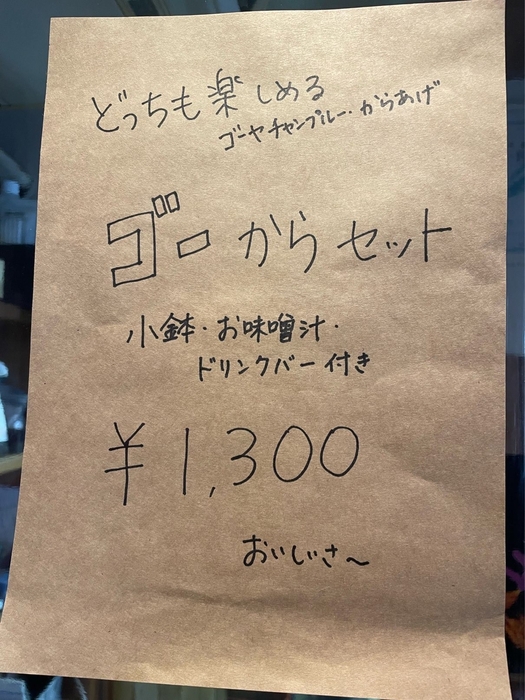 どっちも楽しめる
ゴーヤチャンプルー・からあげ
ゴーからセット
小鉢・お味噌汁・
ドリンクバー付き
¥1,300
おいしいさ〜